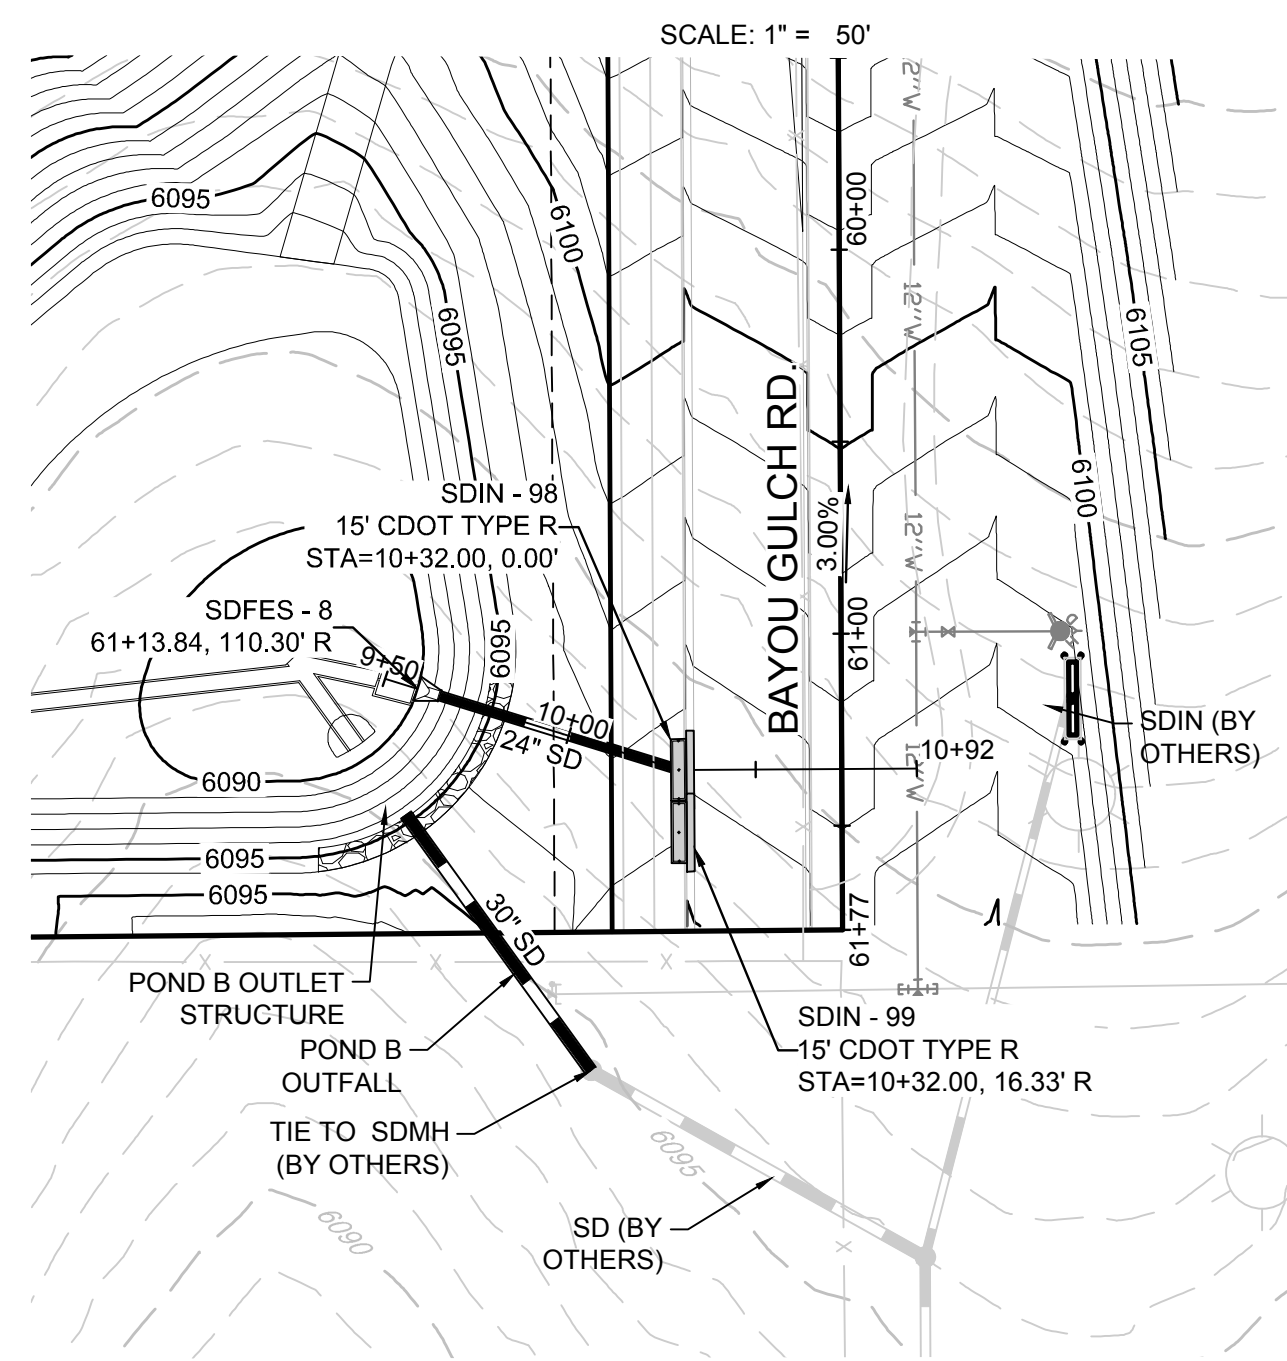 SCALE: 1" = 50'
12"W
6095
6100
60+00
12"W
6095
6105
BAYOU GULCH RD.
6100
SDIN - 98
15' CDOT TYPE R
STA=10+32.00, 0.00'
3.00%
12"W
SDFES - 8
61+13.84, 110.30' R
9+50
6095
61+00
10+00
24" SD
SDIN (BY
OTHERS)
10+92
12"W
6090
6095
6095
30" SD
61+77
POND B OUTLET
STRUCTURE
POND B
OUTFALL
SDIN - 99
15' CDOT TYPE R
STA=10+32.00, 16.33' R
TIE TO SDMH
(BY OTHERS)
6095
6090
SD (BY
OTHERS)